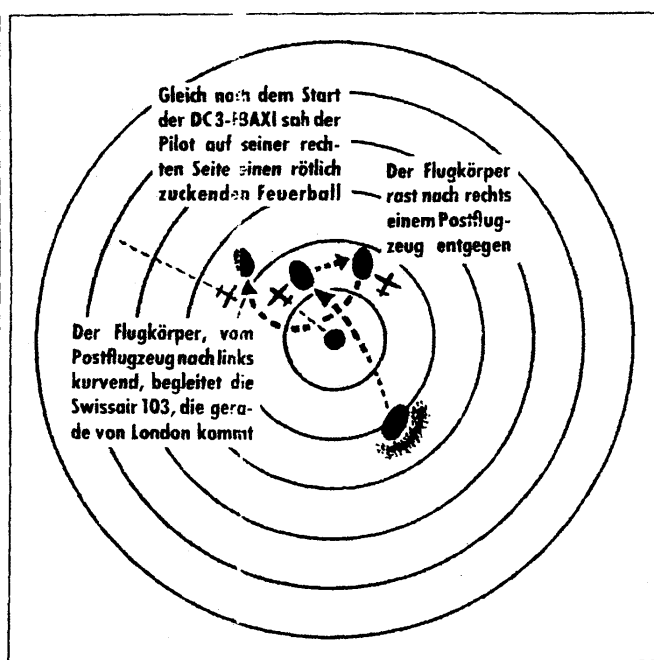 Gleich nach dem Start
der DC3-FBAXI sah der
Pilot auf seiner rech-
ten Seite einen rötlich
zuckenden Feuerball
Der Flugkörper
rast nach rechts
einem Postflug-
zeug entgegen
Der Flugkörper, vom
Postflugzeug nach links
kurvend, begleitet die
Swissair 103, die gera-
de von London kommt